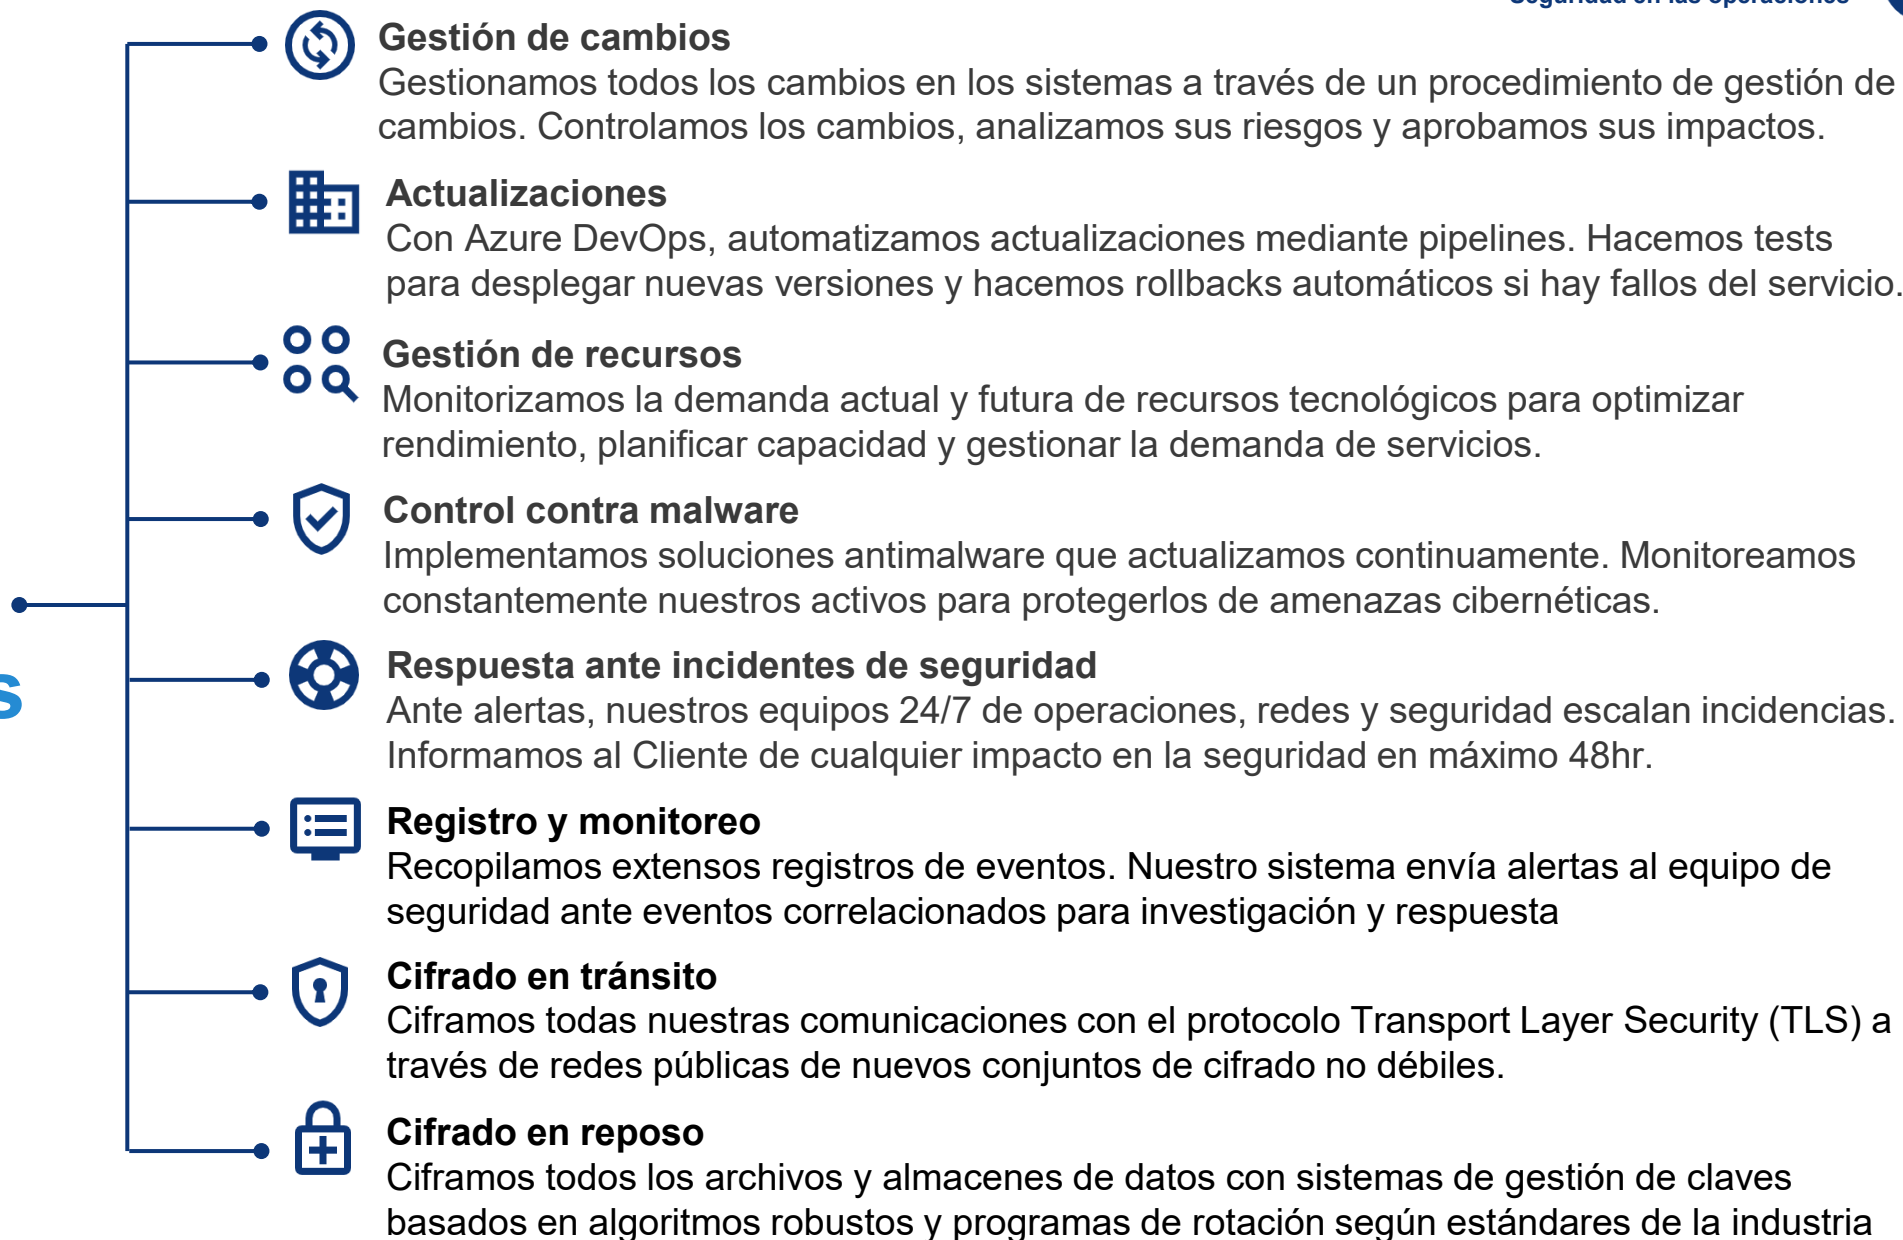 Seguridad en las operaciones
Gestión de cambios
Gestionamos todos los cambios en los sistemas a través de un procedimiento de gestión de
cambios. Controlamos los cambios, analizamos sus riesgos y aprobamos sus impactos.
Actualizaciones
Con Azure DevOps, automatizamos actualizaciones mediante pipelines. Hacemos tests
para desplegar nuevas versiones y hacemos rollbacks automáticos si hay fallos del servicio.
Gestión de recursos
Monitorizamos la demanda actual y futura de recursos tecnológicos para optimizar
rendimiento, planificar capacidad y gestionar la demanda de servicios.
Control contra malware
Implementamos soluciones antimalware que actualizamos continuamente. Monitoreamos
constantemente nuestros activos para protegerlos de amenazas cibernéticas.
s
Respuesta ante incidentes de seguridad
Ante alertas, nuestros equipos 24/7 de operaciones, redes y seguridad escalan incidencias.
Informamos al Cliente de cualquier impacto en la seguridad en máximo 48hr.
Registro y monitoreo
Recopilamos extensos registros de eventos. Nuestro sistema envía alertas al equipo de
seguridad ante eventos correlacionados para investigación y respuesta
Cifrado en tránsito
Ciframos todas nuestras comunicaciones con el protocolo Transport Layer Security (TLS) a
través de redes públicas de nuevos conjuntos de cifrado no débiles.
Cifrado en reposo
Ciframos todos los archivos y almacenes de datos con sistemas de gestión de claves
basados en algoritmos robustos y programas de rotación según estándares de la industria